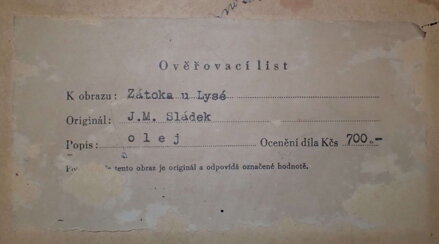 Ověřovací list
K obrazu: Zátoka u Lysé
Originál: J.M. Sládek
Popis: olej Ocenění díla Kčs 700.-
tento obraz je originál a odpovídá označené hodnotě.